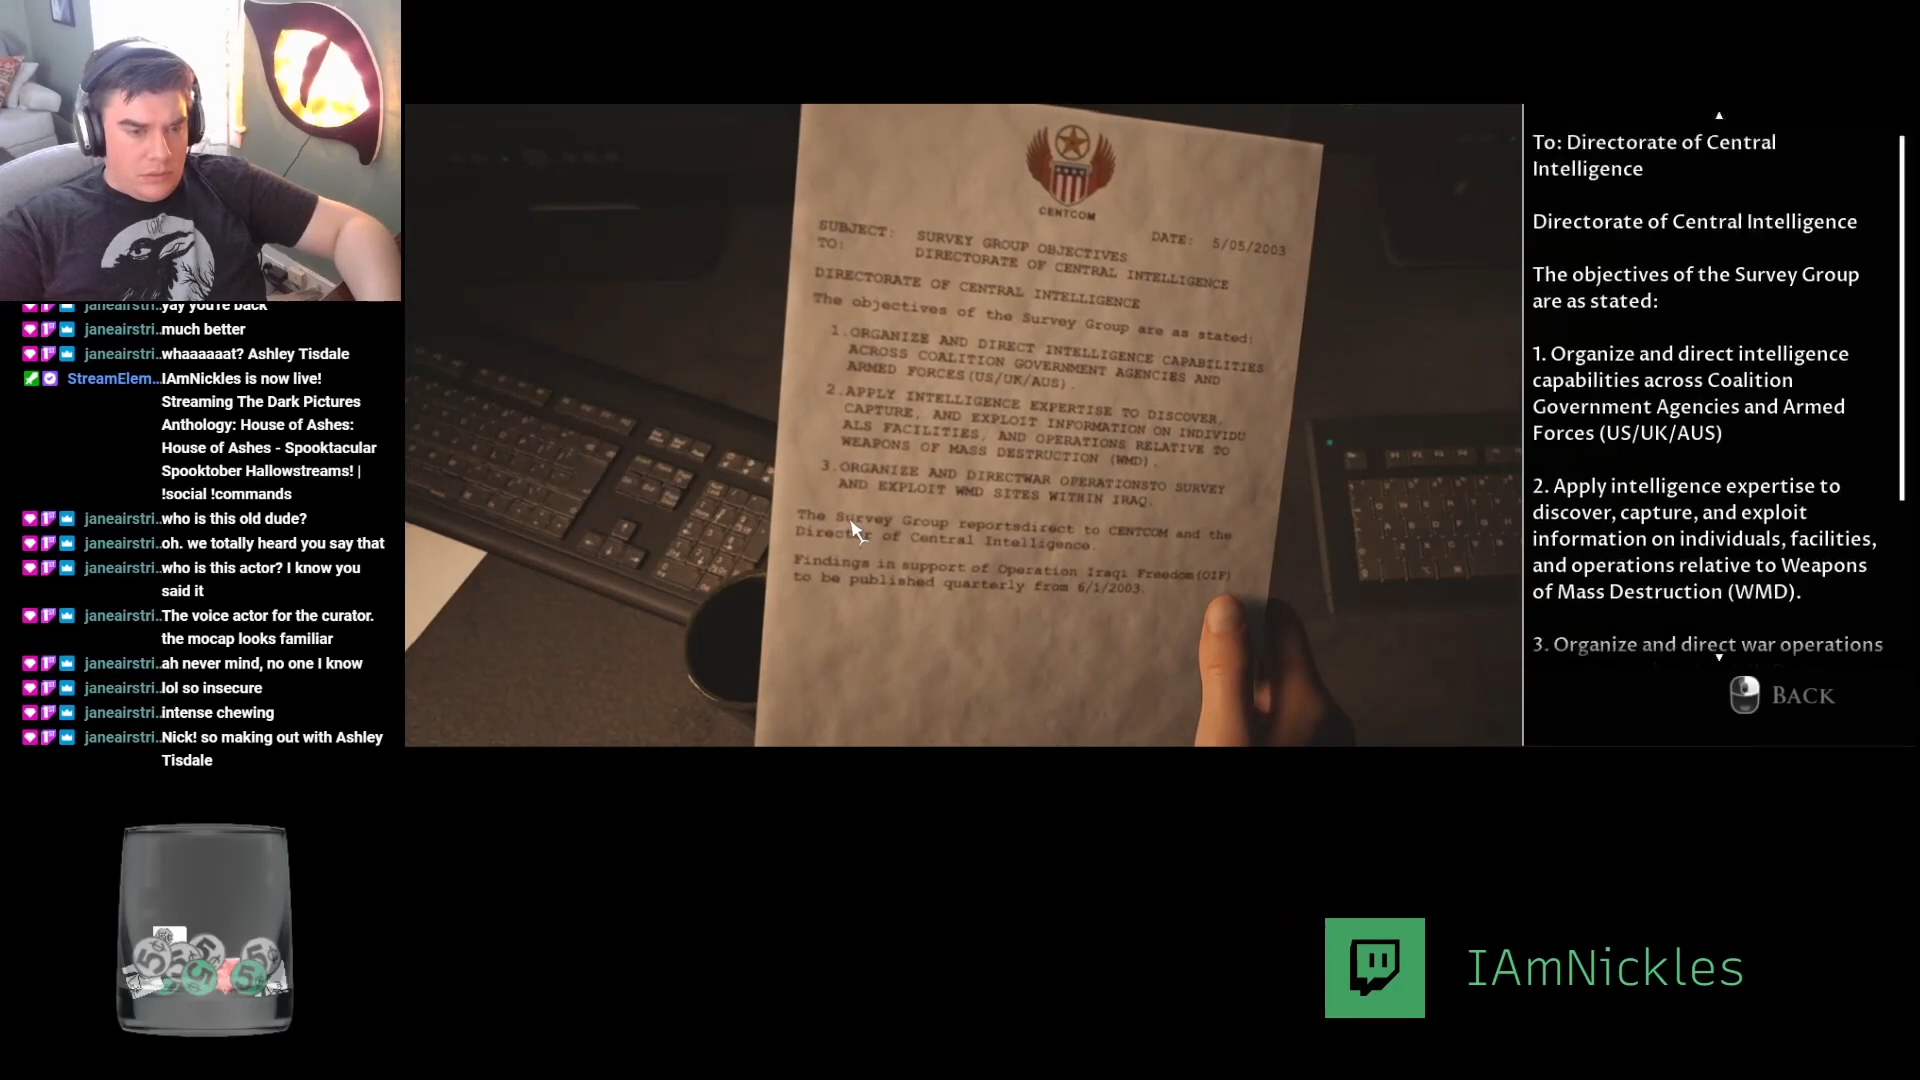 janeairstri..yay you're back
janeairstri..much better
janeairstri..whaaaaaat? Ashley Tisdale
StreamElem...IAmNickles is now live!
Streaming The Dark Pictures
Anthology: House of Ashes:
House of Ashes - Spooktacular
Spooktober Hallowstreams! |
!social !commands
janeairstri..who is this old dude?
janeairstri..oh. we totally heard you say that
janeairstri..who is this actor? I know you
said it
janeairstri..The voice actor for the curator.
the mocap looks familiar
janeairstri..ah never mind, no one I know
janeairstri..lol so insecure
janeairstri..intense chewing
janeairstri..Nick! so making out with Ashley
Tisdale
CENTCOM
SUBJECT: SURVEY GROUP OBJECTIVES DATE: 5/05/2003
TO: DIRECTORATE OF CENTRAL INTELLIGENCE
DIRECTORATE OF CENTRAL INTELLIGENCE
The objectives of the Survey Group are as stated:
1.ORGANIZE AND DIRECT INTELLIGENCE CAPABILITIES
ACROSS COALITION GOVERNMENT AGENCIES AND
ARMED FORCES(US/UK/AUS).
2.APPLY INTELLIGENCE EXPERTISE TO DISCOVER,
CAPTURE, AND EXPLOIT INFORMATION ON INDIVIDU
ALS FACILITIES, AND OPERATIONS RELATIVE TO
WEAPONS OF MASS DESTRUCTION (WMD).
3.ORGANIZE AND DIRECTWAR OPERATIONSTO SURVEY
AND EXPLOIT WMD SITES WITHIN IRAQ.
The Survey Group reportsdirect to CENTCOM and the
Director of Central Intelligence.
Findings in support of Operation Iraqi Freedom(OIF)
to be published quarterly from 6/1/2003.
To: Directorate of Central
Intelligence
Directorate of Central Intelligence
The objectives of the Survey Group
are as stated:
1. Organize and direct intelligence
capabilities across Coalition
Government Agencies and Armed
Forces (US/UK/AUS)
2. Apply intelligence expertise to
discover, capture, and exploit
information on individuals, facilities,
and operations relative to Weapons
of Mass Destruction (WMD).
3. Organize and direct war operations
BACK
5¢
5¢
5
5
5¢
5¢
IAmNickles